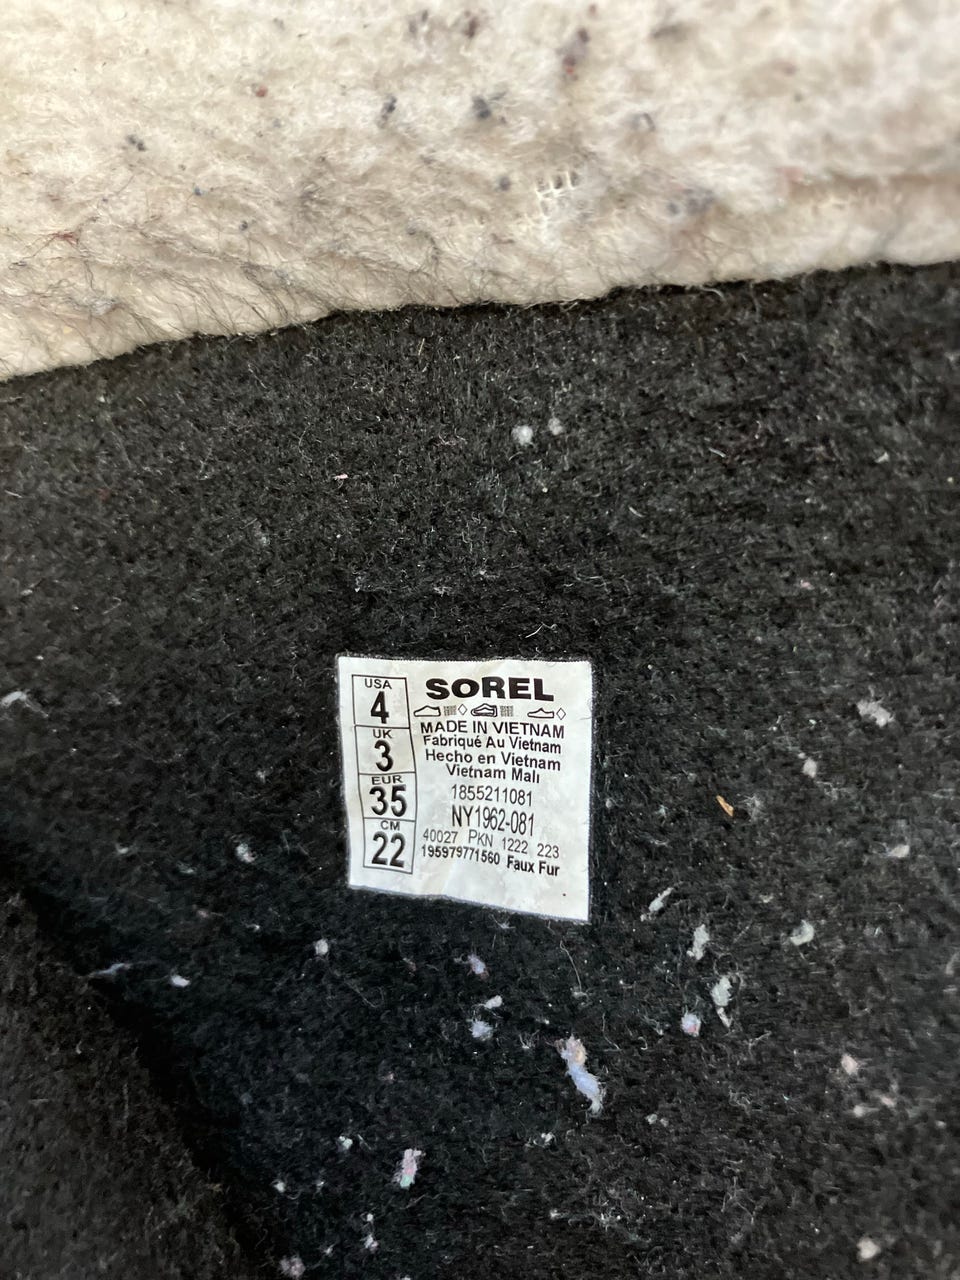 USA
4
UK
3
EUR
35
CM
22
SOREL
MADE IN VIETNAM
Fabriqué Au Vietnam
Hecho en Vietnam
Vietnam Malı
1855211081
NY1962-081
40027 PKN 1222 223
195979771560 Faux Fur